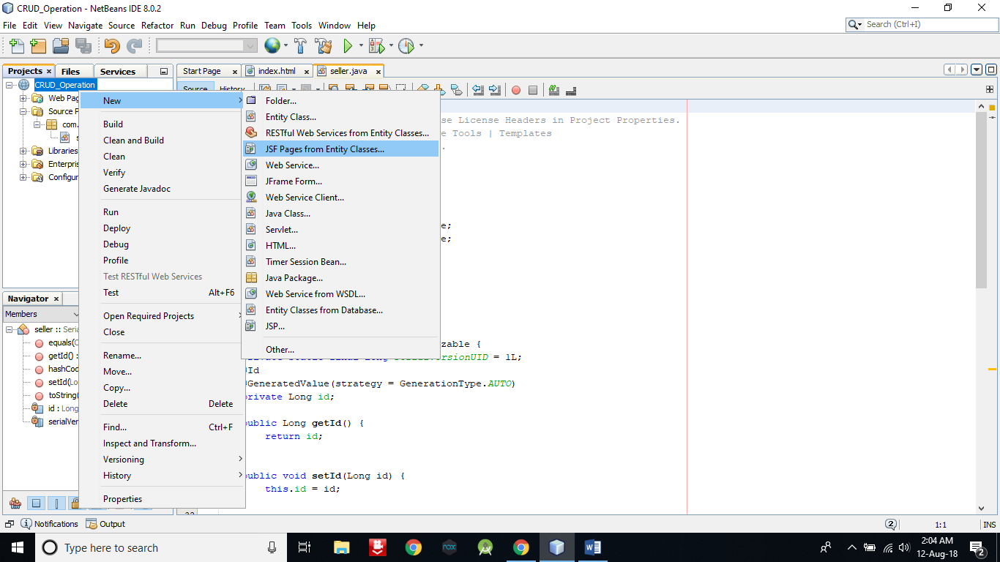 CRUD_Operation - NetBeans IDE 8.0.2
File Edit View Navigate Source Refactor Run Debug Profile Team Tools Window Help
Search (Ctrl+I)
Projects Files Services
Start Page index.html seller.java
Source History
CRUD_Operation
Web Pag
Source P
com.
s
Libraries
Enterpris
Configur
New
Build
Clean and Build
Clean
Verify
Generate Javadoc
Run
Deploy
Debug
Profile
Test RESTful Web Services
Test Alt+F6
Open Required Projects
Close
Rename...
Move...
Copy...
Delete Delete
Find... Ctrl+F
Inspect and Transform...
Versioning
History
Properties
Folder...
Entity Class...
RESTful Web Services from Entity Classes...
JSF Pages from Entity Classes...
Web Service...
JFrame Form...
Web Service Client...
Java Class...
Servlet...
HTML...
Timer Session Bean...
Java Package...
Web Service from WSDL...
Entity Classes from Database...
JSP...
Other...
se License Headers in Project Properties.
e Tools | Templates
.
e;
e;
izable {
= 1L;
Id
GeneratedValue(strategy = GenerationType.AUTO)
private Long id;
public Long getId() {
return id;
public void setId(Long id) {
this.id = id;
Navigator
Members
seller :: Seria
equals(O
getId() :
hashCod
setId(Lon
toString(
id : Long
serialVer
Notifications Output
2
1:1
INS
Type here to search
nox
W
2:04 AM
12-Aug-18
2